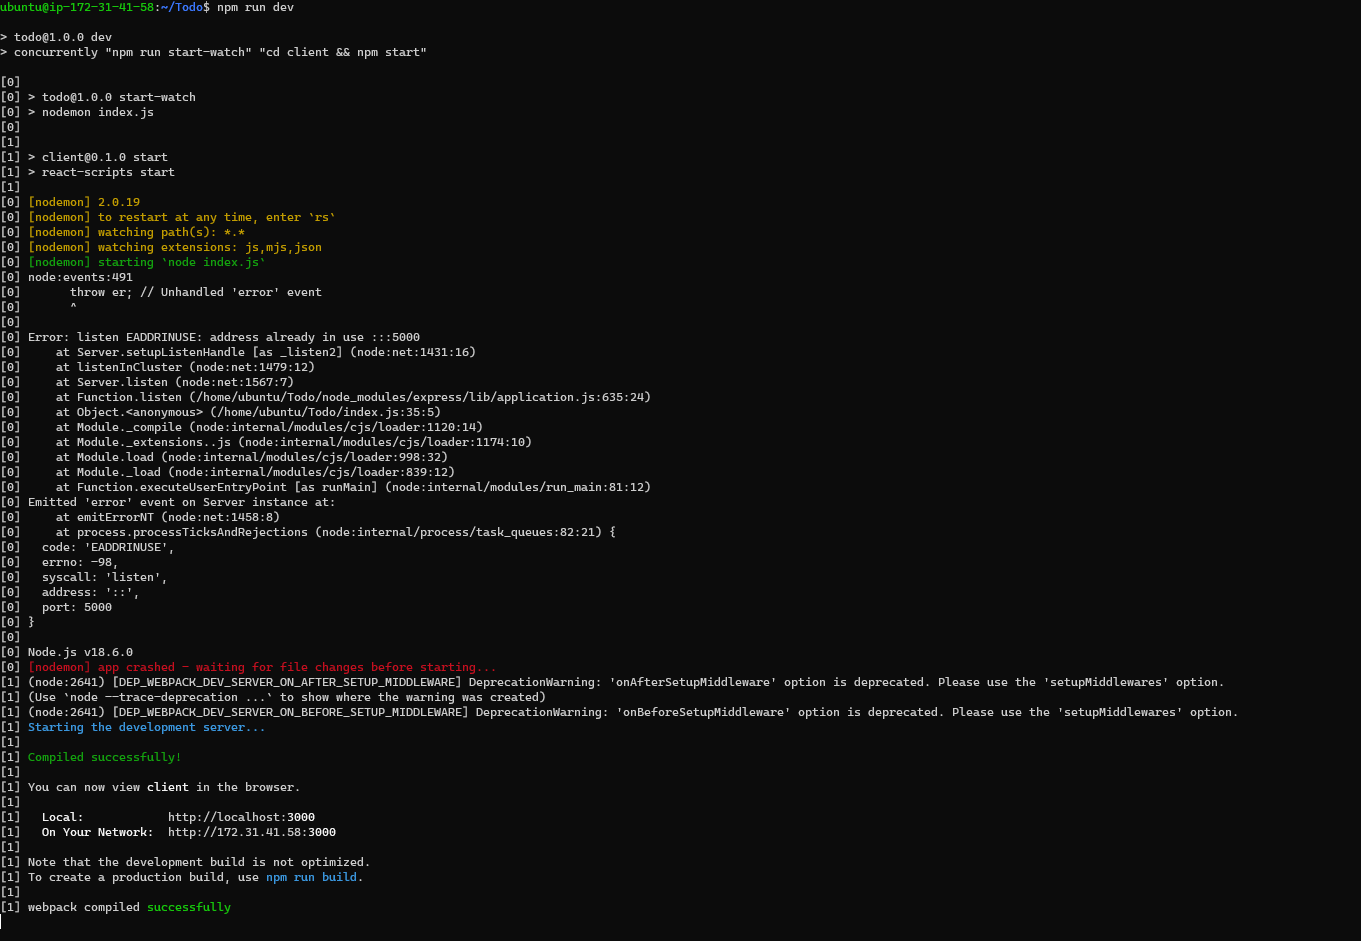 ubuntu@ip-172-31-41-58:~/Todo$ npm run dev
> todo@1.0.0 dev
> concurrently "npm run start-watch" "cd client && npm start"
[0]
[0] > todo@1.0.0 start-watch
[0] > nodemon index.js
[0]
[1]
[1] > client@0.1.0 start
[1] > react-scripts start
[1]
[0] [nodemon] 2.0.19
[0] [nodemon] to restart at any time, enter `rs`
[0] [nodemon] watching path(s): *.*
[0] [nodemon] watching extensions: js,mjs,json
[0] [nodemon] starting `node index.js`
[0] node:events:491
[0]       throw er; // Unhandled 'error' event
[0]       ^
[0]
[0] Error: listen EADDRINUSE: address already in use :::5000
[0]     at Server.setupListenHandle [as _listen2] (node:net:1431:16)
[0]     at listenInCluster (node:net:1479:12)
[0]     at Server.listen (node:net:1567:7)
[0]     at Function.listen (/home/ubuntu/Todo/node_modules/express/lib/application.js:635:24)
[0]     at Object.<anonymous> (/home/ubuntu/Todo/index.js:35:5)
[0]     at Module._compile (node:internal/modules/cjs/loader:1120:14)
[0]     at Module._extensions..js (node:internal/modules/cjs/loader:1174:10)
[0]     at Module.load (node:internal/modules/cjs/loader:998:32)
[0]     at Module._load (node:internal/modules/cjs/loader:839:12)
[0]     at Function.executeUserEntryPoint [as runMain] (node:internal/modules/run_main:81:12)
[0] Emitted 'error' event on Server instance at:
[0]     at emitErrorNT (node:net:1458:8)
[0]     at process.processTicksAndRejections (node:internal/process/task_queues:82:21) {
[0]   code: 'EADDRINUSE',
[0]   errno: -98,
[0]   syscall: 'listen',
[0]   address: '::',
[0]   port: 5000
[0] }
[0]
[0] Node.js v18.6.0
[0] [nodemon] app crashed - waiting for file changes before starting...
[1] (node:2641) [DEP_WEBPACK_DEV_SERVER_ON_AFTER_SETUP_MIDDLEWARE] DeprecationWarning: 'onAfterSetupMiddleware' option is deprecated. Please use the 'setupMiddlewares' option.
[1] (Use `node --trace-deprecation ...` to show where the warning was created)
[1] (node:2641) [DEP_WEBPACK_DEV_SERVER_ON_BEFORE_SETUP_MIDDLEWARE] DeprecationWarning: 'onBeforeSetupMiddleware' option is deprecated. Please use the 'setupMiddlewares' option.
[1] Starting the development server...
[1]
[1] Compiled successfully!
[1]
[1] You can now view client in the browser.
[1]
[1]   Local:            http://localhost:3000
[1]   On Your Network:  http://172.31.41.58:3000
[1]
[1] Note that the development build is not optimized.
[1] To create a production build, use npm run build.
[1]
[1] webpack compiled successfully